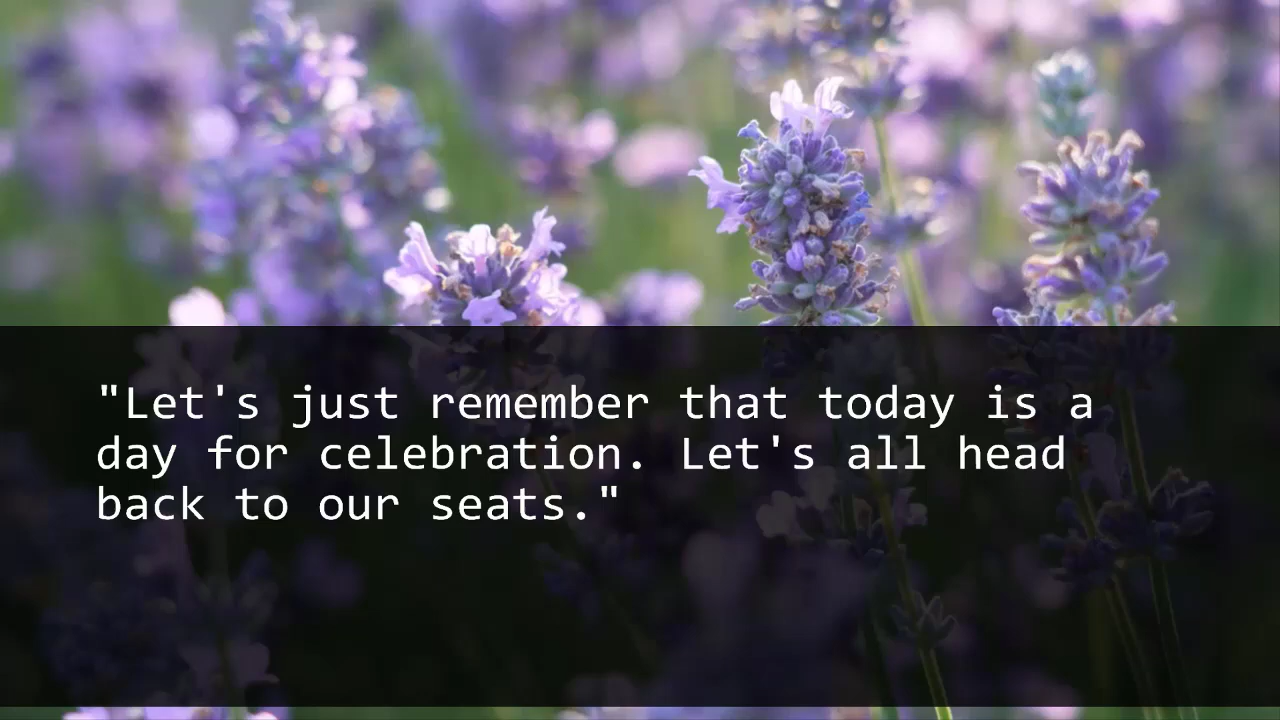 "Let's just remember that today is a
day for celebration. Let's all head
back to our seats."